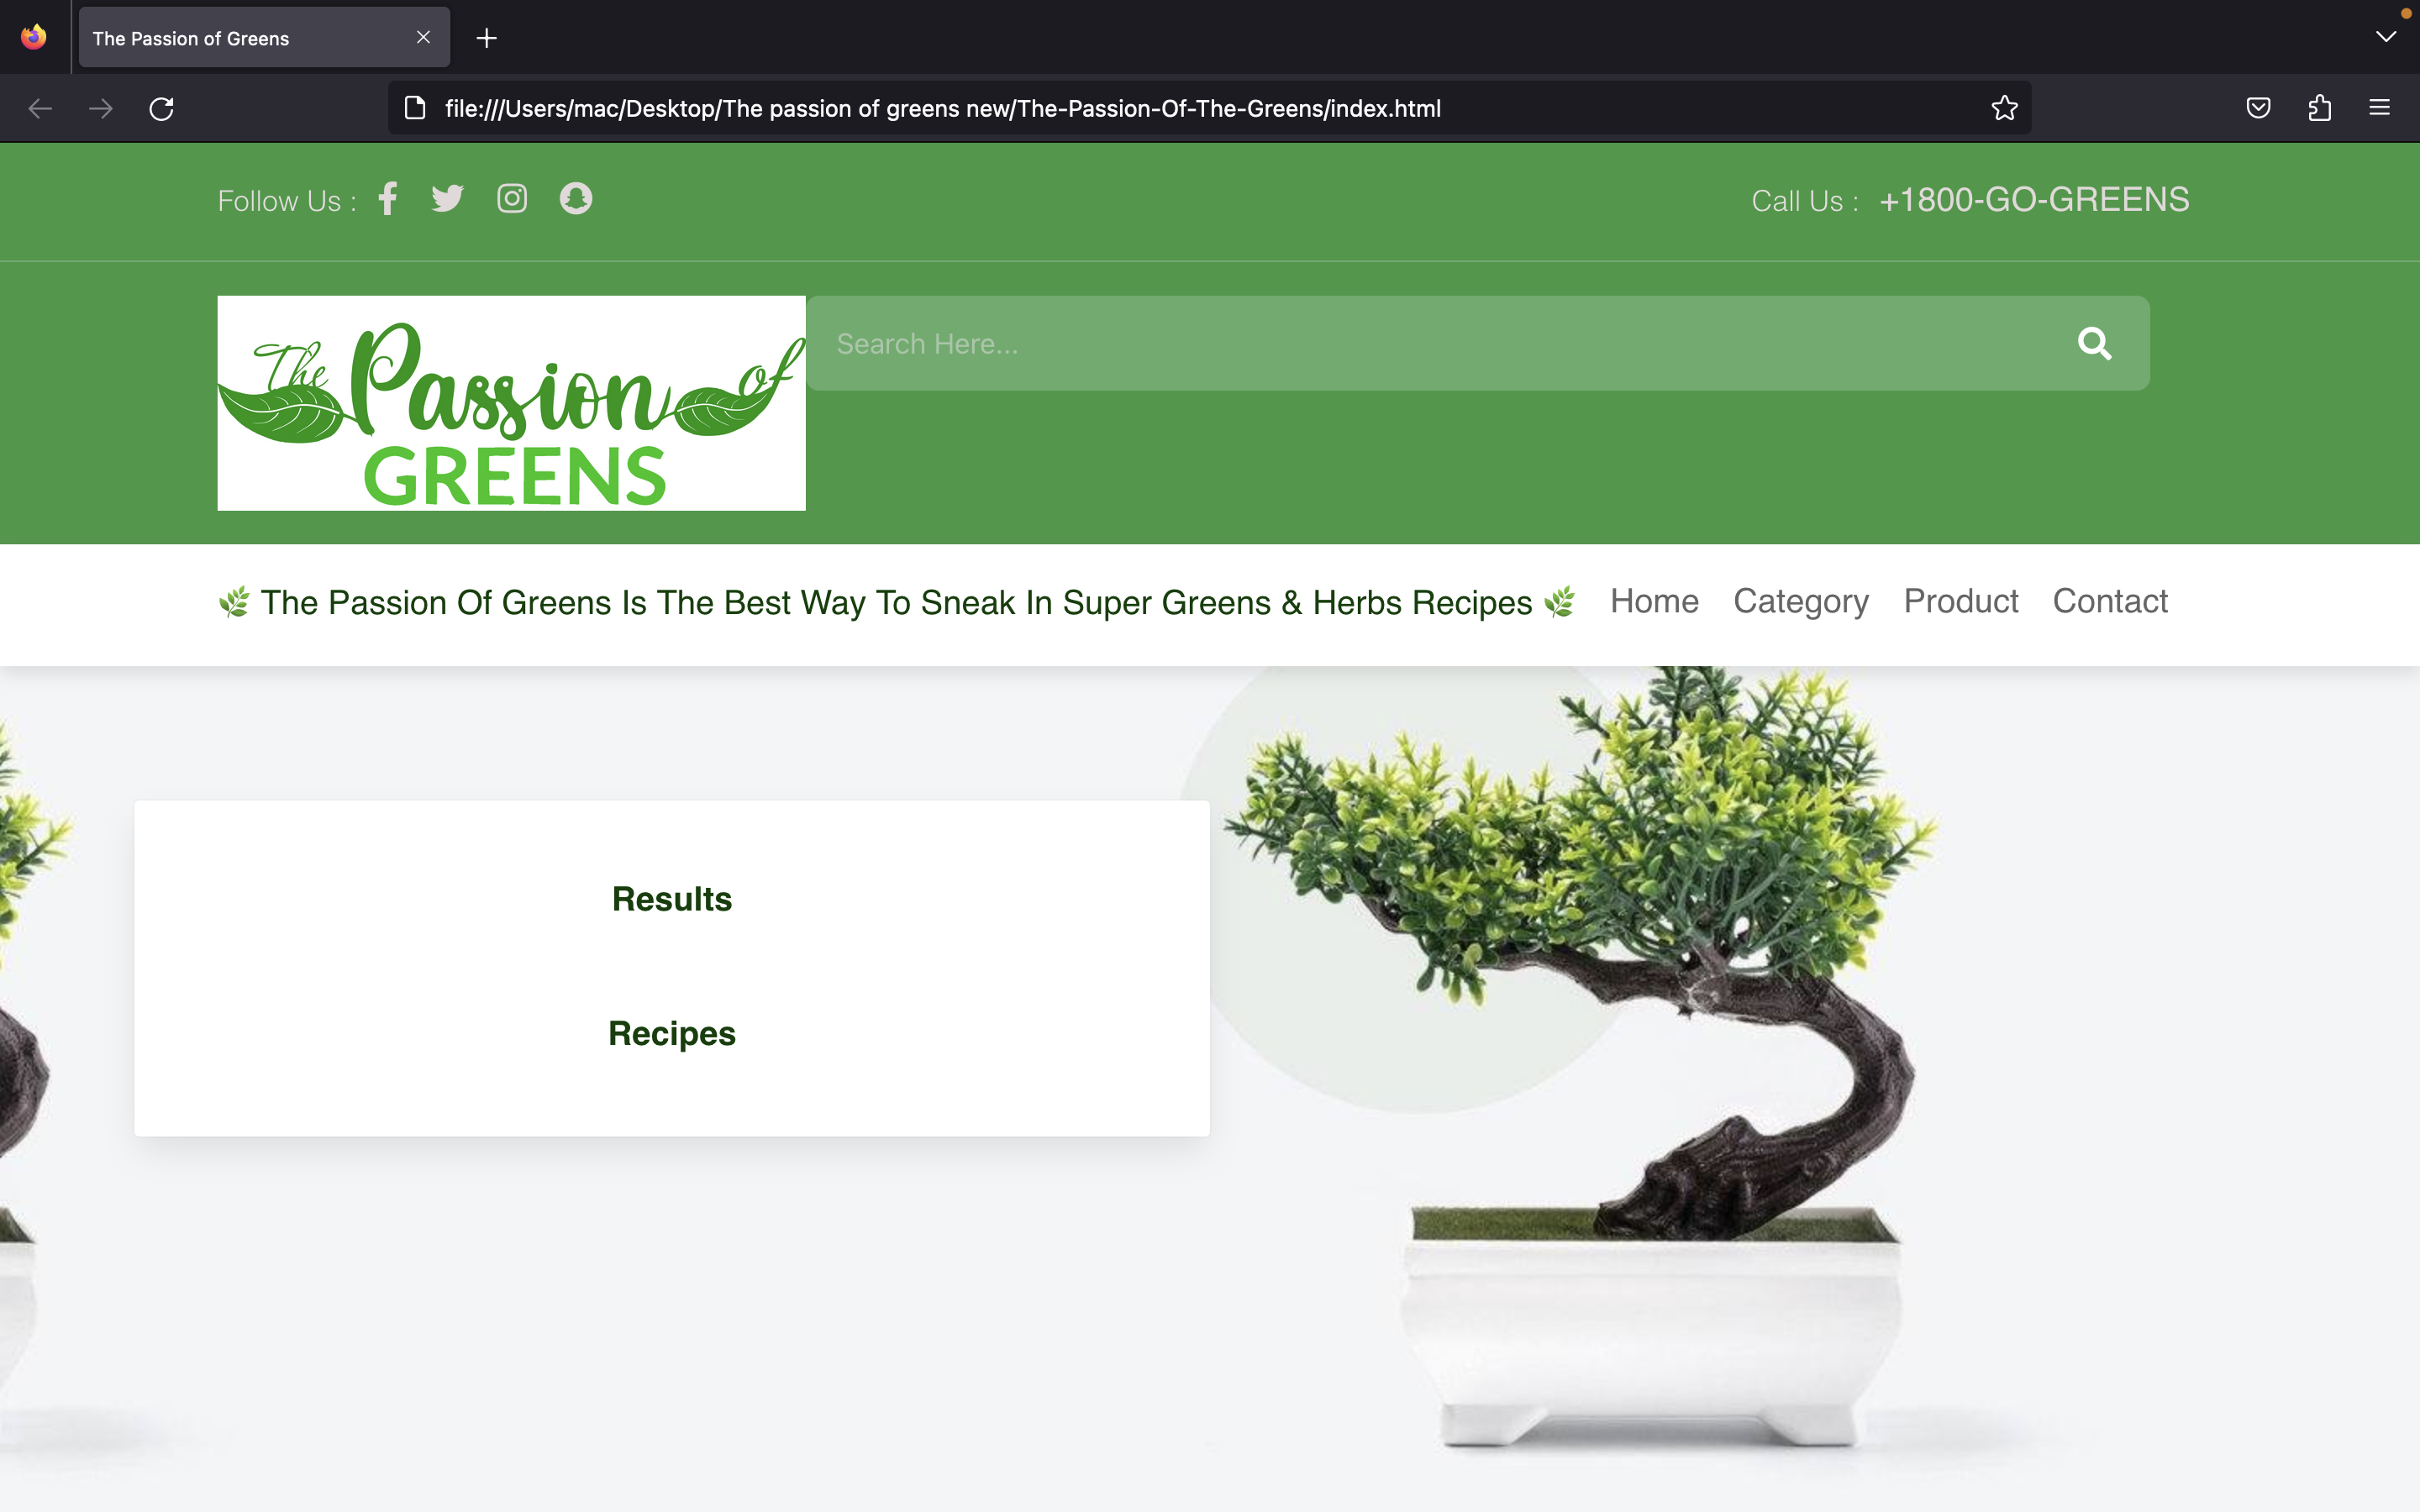 The Passion of Greens
file:///Users/mac/Desktop/The passion of greens new/The-Passion-Of-The-Greens/index.html
Follow Us :
Call Us : +1800-GO-GREENS
The Passion of
GREENS
Search Here...
🌿 The Passion Of Greens Is The Best Way To Sneak In Super Greens & Herbs Recipes 🌿
Home Category Product Contact
Results
Recipes